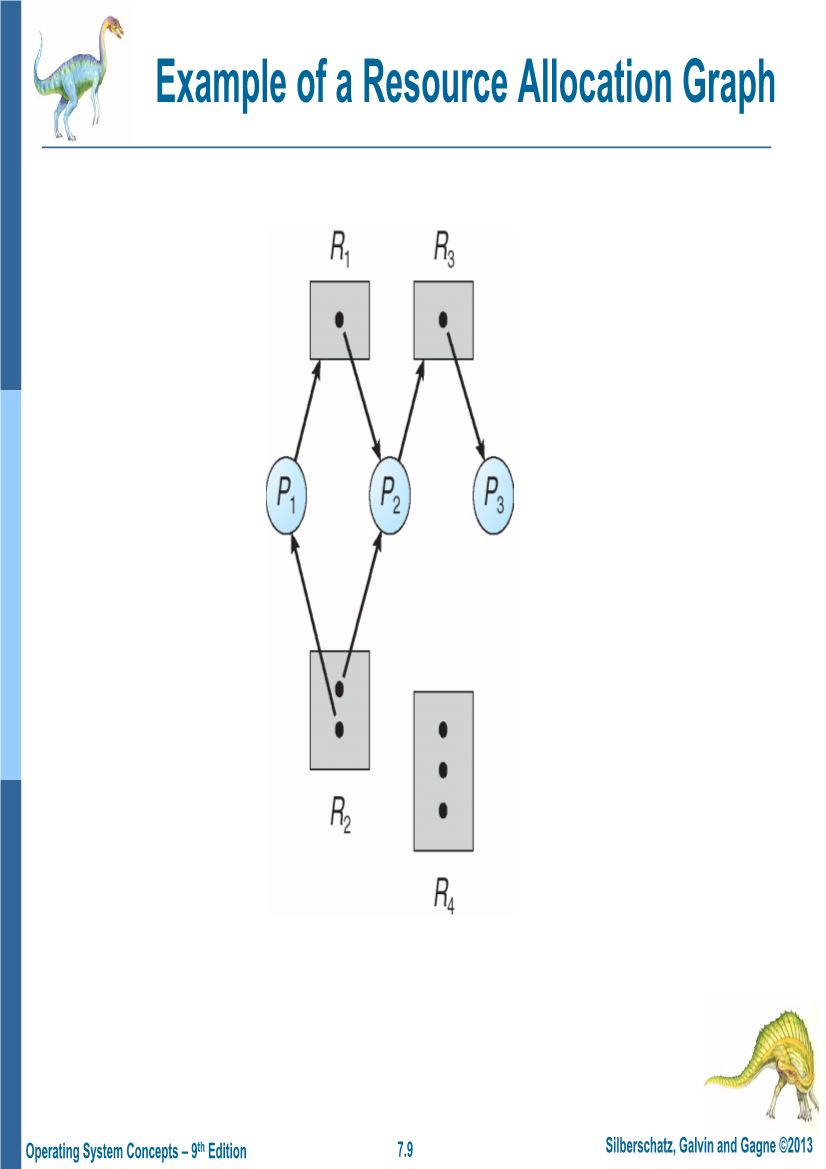 Example of a Resource Allocation Graph
R₁ R₃
P₁ P₂ P₃
R₂
R₄
Operating System Concepts – 9th Edition 7.9 Silberschatz, Galvin and Gagne ©2013